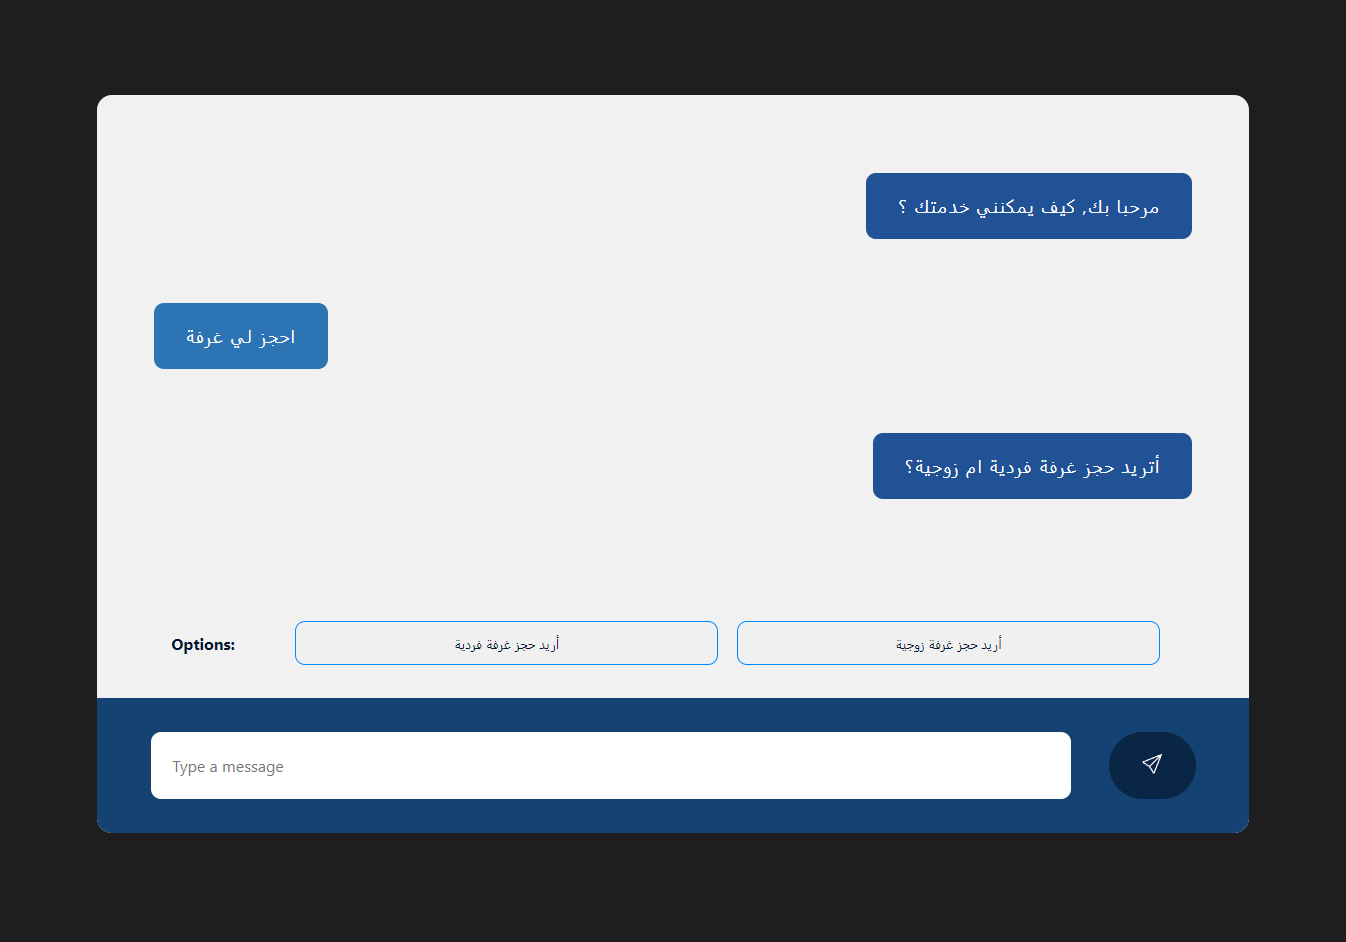 مرحبا بك, كيف يمكنني خدمتك ؟
احجز لي غرفة
أتريد حجز غرفة فردية ام زوجية؟
Options:
أريد حجز غرفة فردية
أريد حجز غرفة زوجية
Type a message